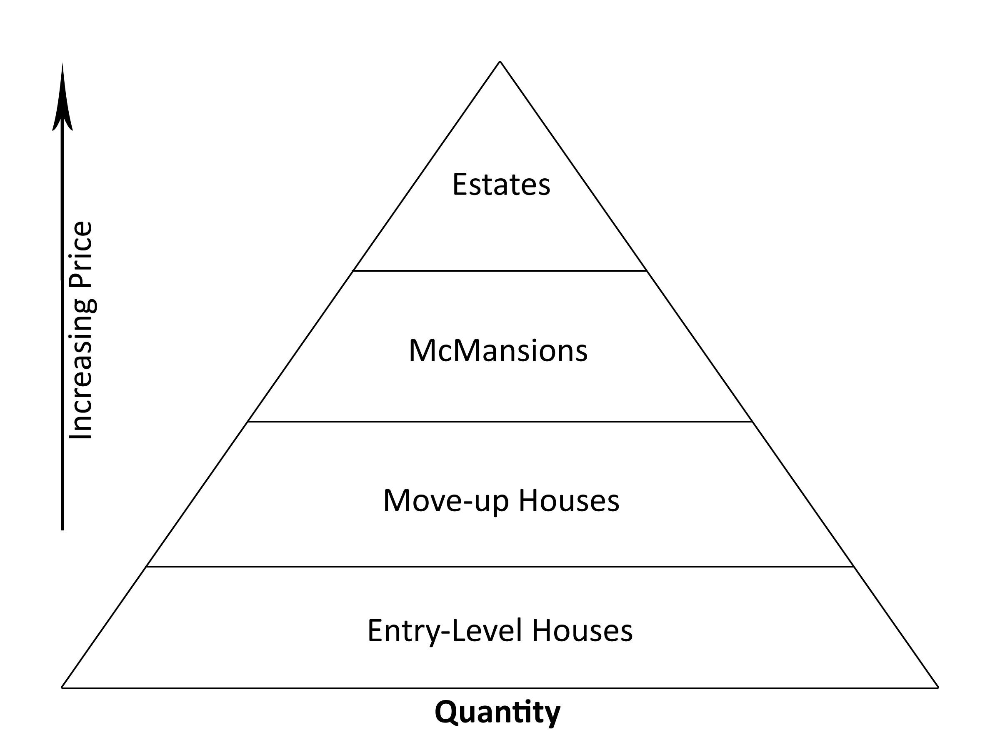 Increasing Price
Estates
McMansions
Move-up Houses
Entry-Level Houses
Quantity